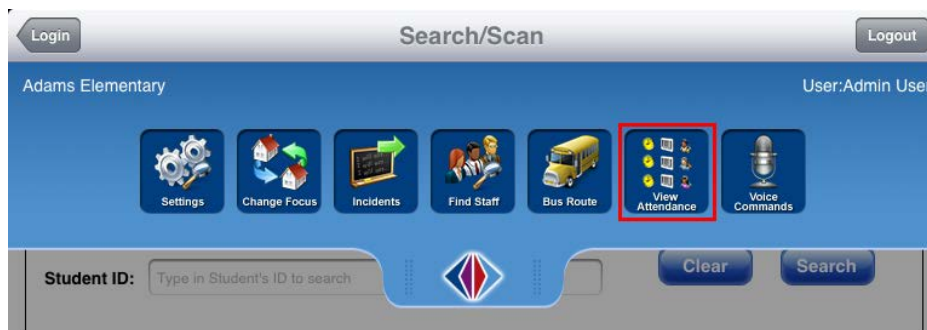 Login
Search/Scan
Logout
Adams Elementary
User:Admin Use
Settings
Change Focus
Incidents
Find Staff
Bus Route
View
Attendance
Voice
Commands
Student ID:
Type in Student's ID to search
Clear
Search